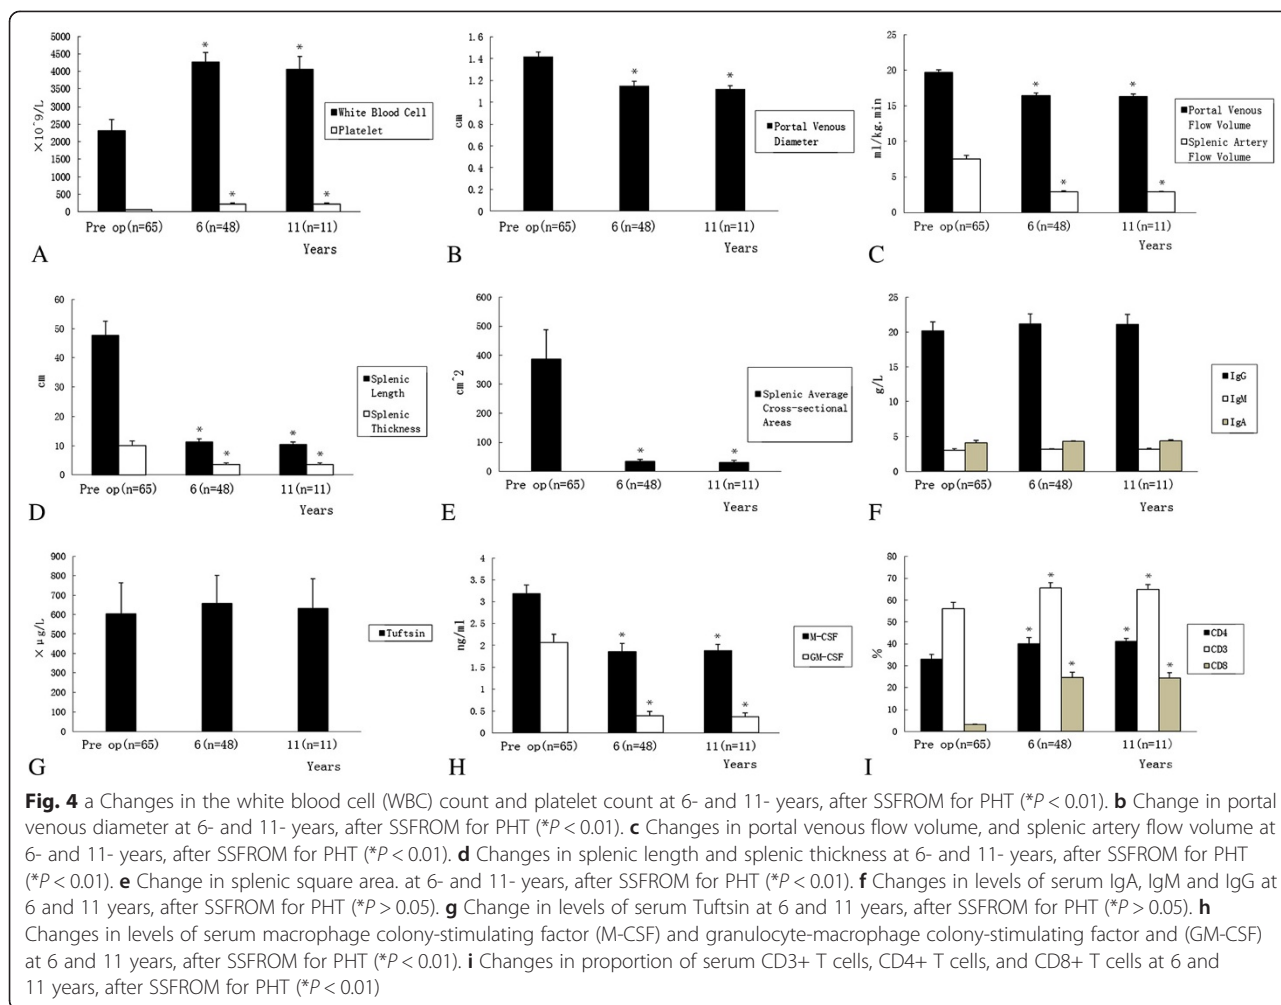 5000
4500
4000
3500
3000
2500
2000
1500
1000
500
0
×10^9/L
* *
* *
White Blood Cell
Platelet
Pre op(n=65) 6(n=48) 11(n=11)
Years
A
1.6
1.4
1.2
1
0.8
0.6
0.4
0.2
0
cm
* *
Portal Venous
Diameter
Pre op(n=65) 6(n=48) 11(n=11)
Years
B
25
20
15
10
5
0
ml/kg.min
* *
* *
Portal Venous
Flow Volume
Splenic Artery
Flow Volume
Pre op(n=65) 6(n=48) 11(n=11)
Years
C
60
50
40
30
20
10
0
cm
* *
* *
Splenic
Length
Splenic
Thickness
Pre op(n=65) 6(n=48) 11(n=11)
Years
D
600
500
400
300
200
100
0
cm^2
* *
Splenic Average
Cross-sectional
Areas
Pre op(n=65) 6(n=48) 11(n=11)
Years
E
25
20
15
10
5
0
g/L
IgG
IgM
IgA
Pre op(n=65) 6(n=48) 11(n=11)
Years
F
900
800
700
600
500
400
300
200
100
0
×μg/L
Tuftsin
Pre op(n=65) 6(n=48) 11(n=11)
Years
G
4
3.5
3
2.5
2
1.5
1
0.5
0
ng/ml
* *
* *
M-CSF
GM-CSF
Pre op(n=65) 6(n=48) 11(n=11)
Years
H
80
70
60
50
40
30
20
10
0
%
* *
* *
* *
CD4
CD3
CD8
Pre op(n=65) 6(n=48) 11(n=11)
Years
I
Fig. 4 a Changes in the white blood cell (WBC) count and platelet count at 6- and 11- years, after SSFROM for PHT (*P < 0.01). b Change in portal
venous diameter at 6- and 11- years, after SSFROM for PHT (*P < 0.01). c Changes in portal venous flow volume, and splenic artery flow volume at
6- and 11- years, after SSFROM for PHT (*P < 0.01). d Changes in splenic length and splenic thickness at 6- and 11- years, after SSFROM for PHT
(*P < 0.01). e Change in splenic square area. at 6- and 11- years, after SSFROM for PHT (*P < 0.01). f Changes in levels of serum IgA, IgM and IgG at
6 and 11 years, after SSFROM for PHT (*P > 0.05). g Change in levels of serum Tuftsin at 6 and 11 years, after SSFROM for PHT (*P > 0.05). h
Changes in levels of serum macrophage colony-stimulating factor (M-CSF) and granulocyte-macrophage colony-stimulating factor and (GM-CSF)
at 6 and 11 years, after SSFROM for PHT (*P < 0.01). i Changes in proportion of serum CD3+ T cells, CD4+ T cells, and CD8+ T cells at 6 and
11 years, after SSFROM for PHT (*P < 0.01)